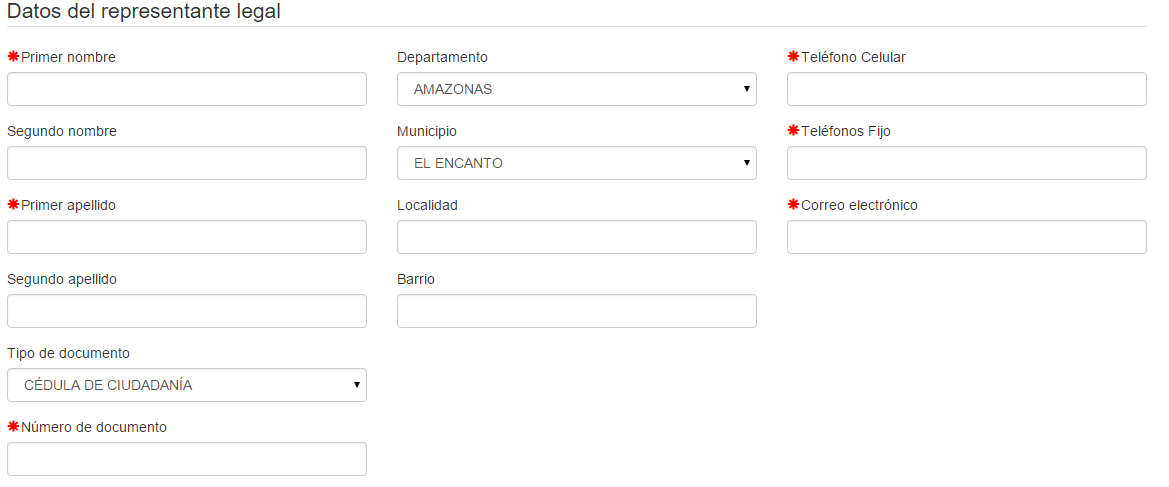 Datos del representante legal
Primer nombre
Segundo nombre
Primer apellido
Segundo apellido
Tipo de documento
CÉDULA DE CIUDADANÍA
Número de documento
Departamento
AMAZONAS
Municipio
EL ENCANTO
Localidad
Barrio
Teléfono Celular
Teléfonos Fijo
Correo electrónico